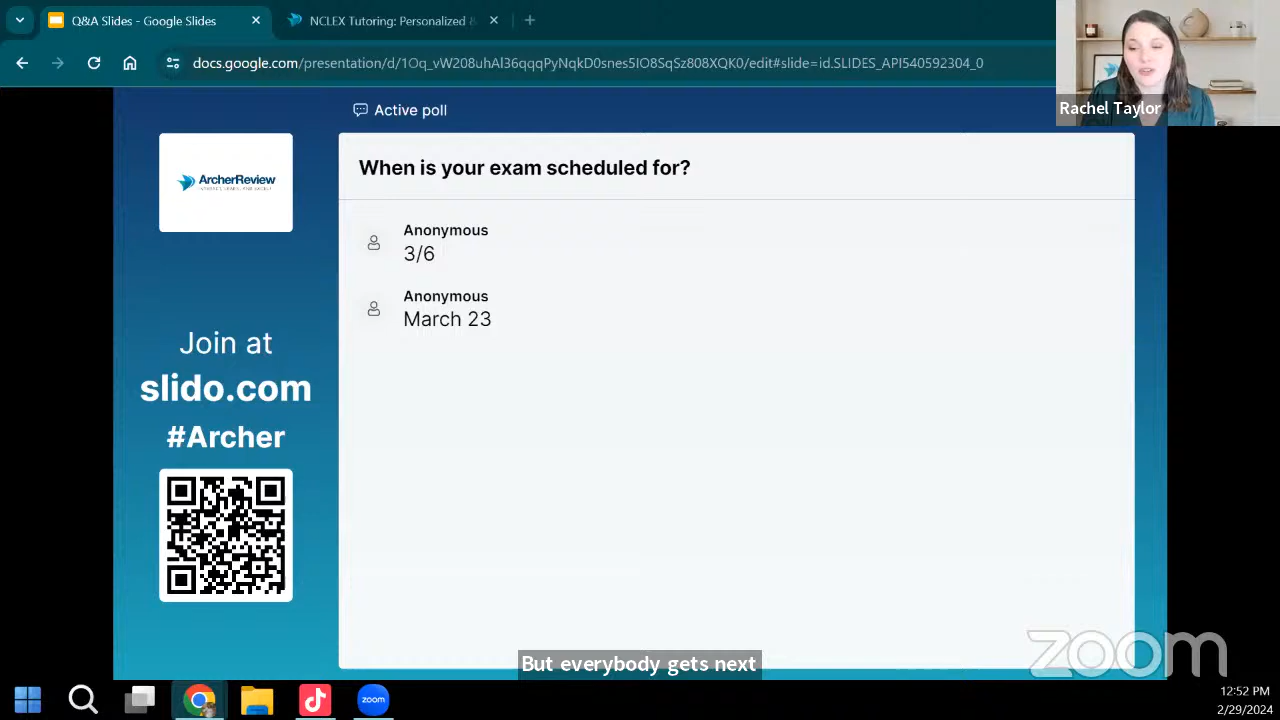 Q&A Slides - Google Slides
NCLEX Tutoring: Personalized &
docs.google.com/presentation/d/1Oq_vW208uhAl36qqqPyNqkD0snes5IO8SqSz808XQK0/edit#slide=id.SLIDES_API540592304_0
Rachel Taylor
Active poll
ArcherReview
When is your exam scheduled for?
Anonymous
3/6
Anonymous
March 23
Join at
slido.com
#Archer
But everybody gets next
zoom
zoom
12:52 PM
2/29/2024